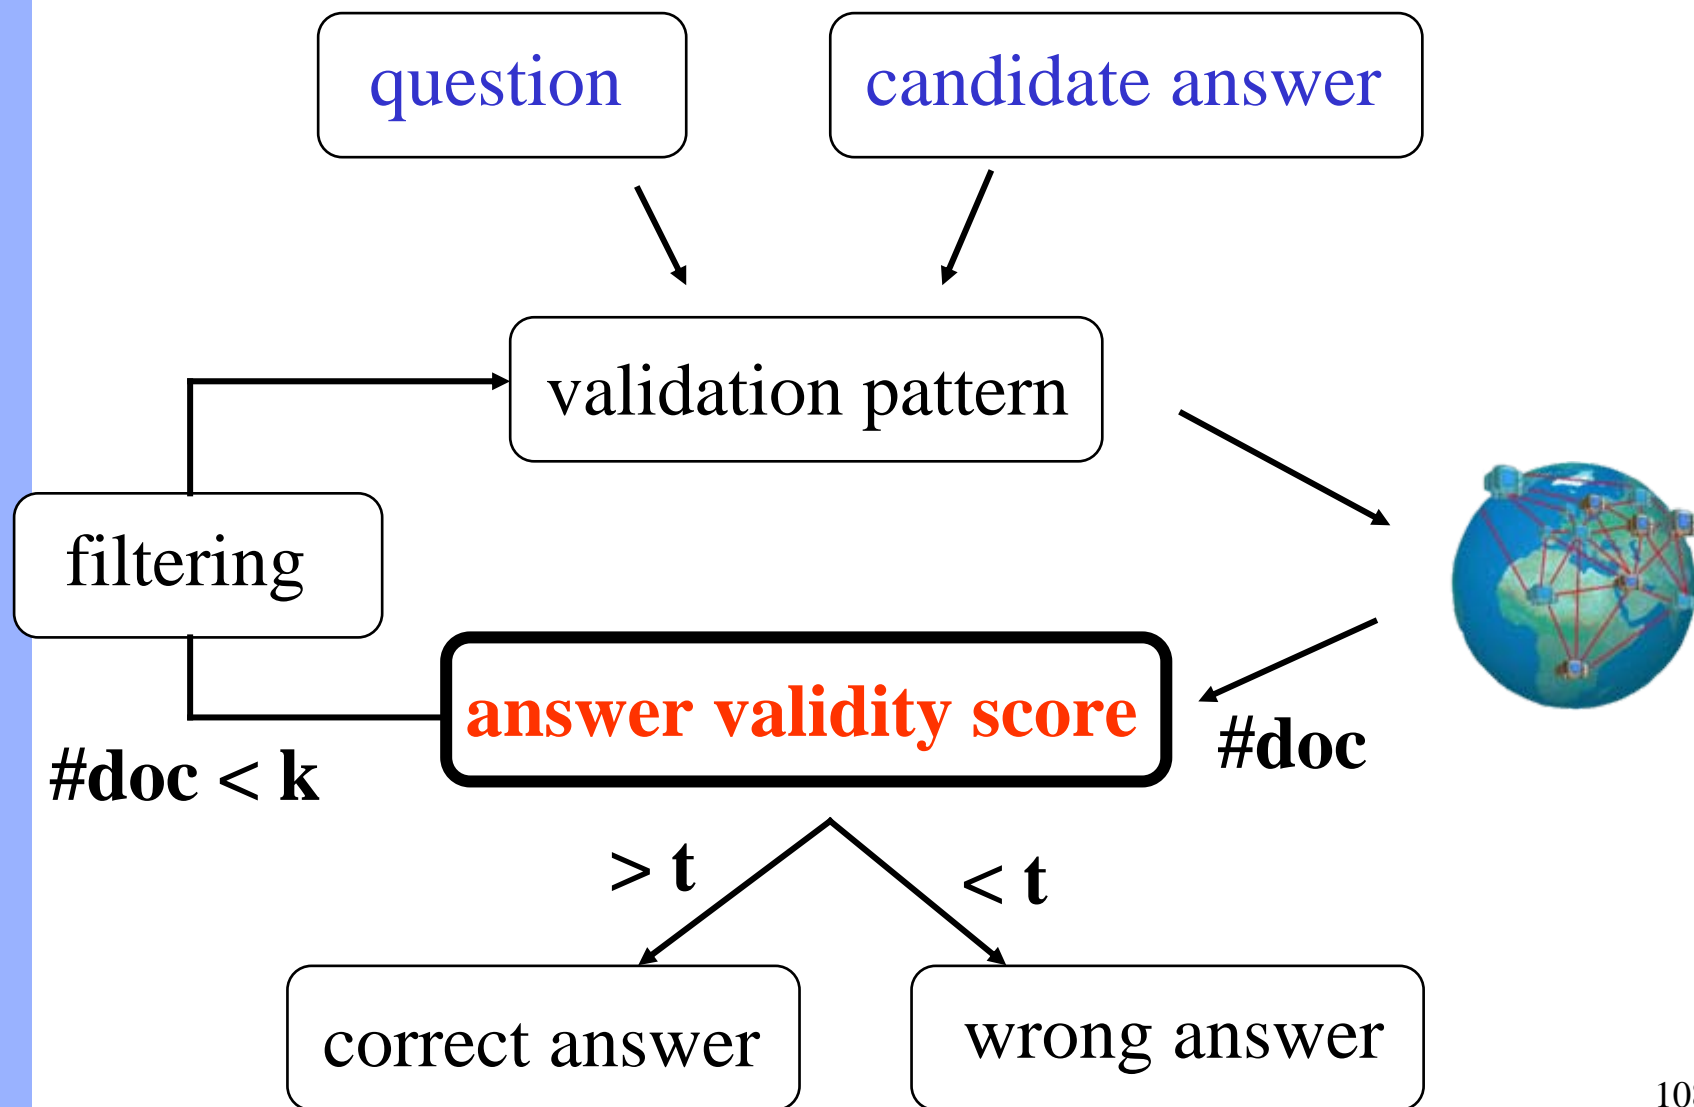 question
candidate answer
validation pattern
filtering
answer validity score
#doc
#doc < k
> t
< t
correct answer
wrong answer